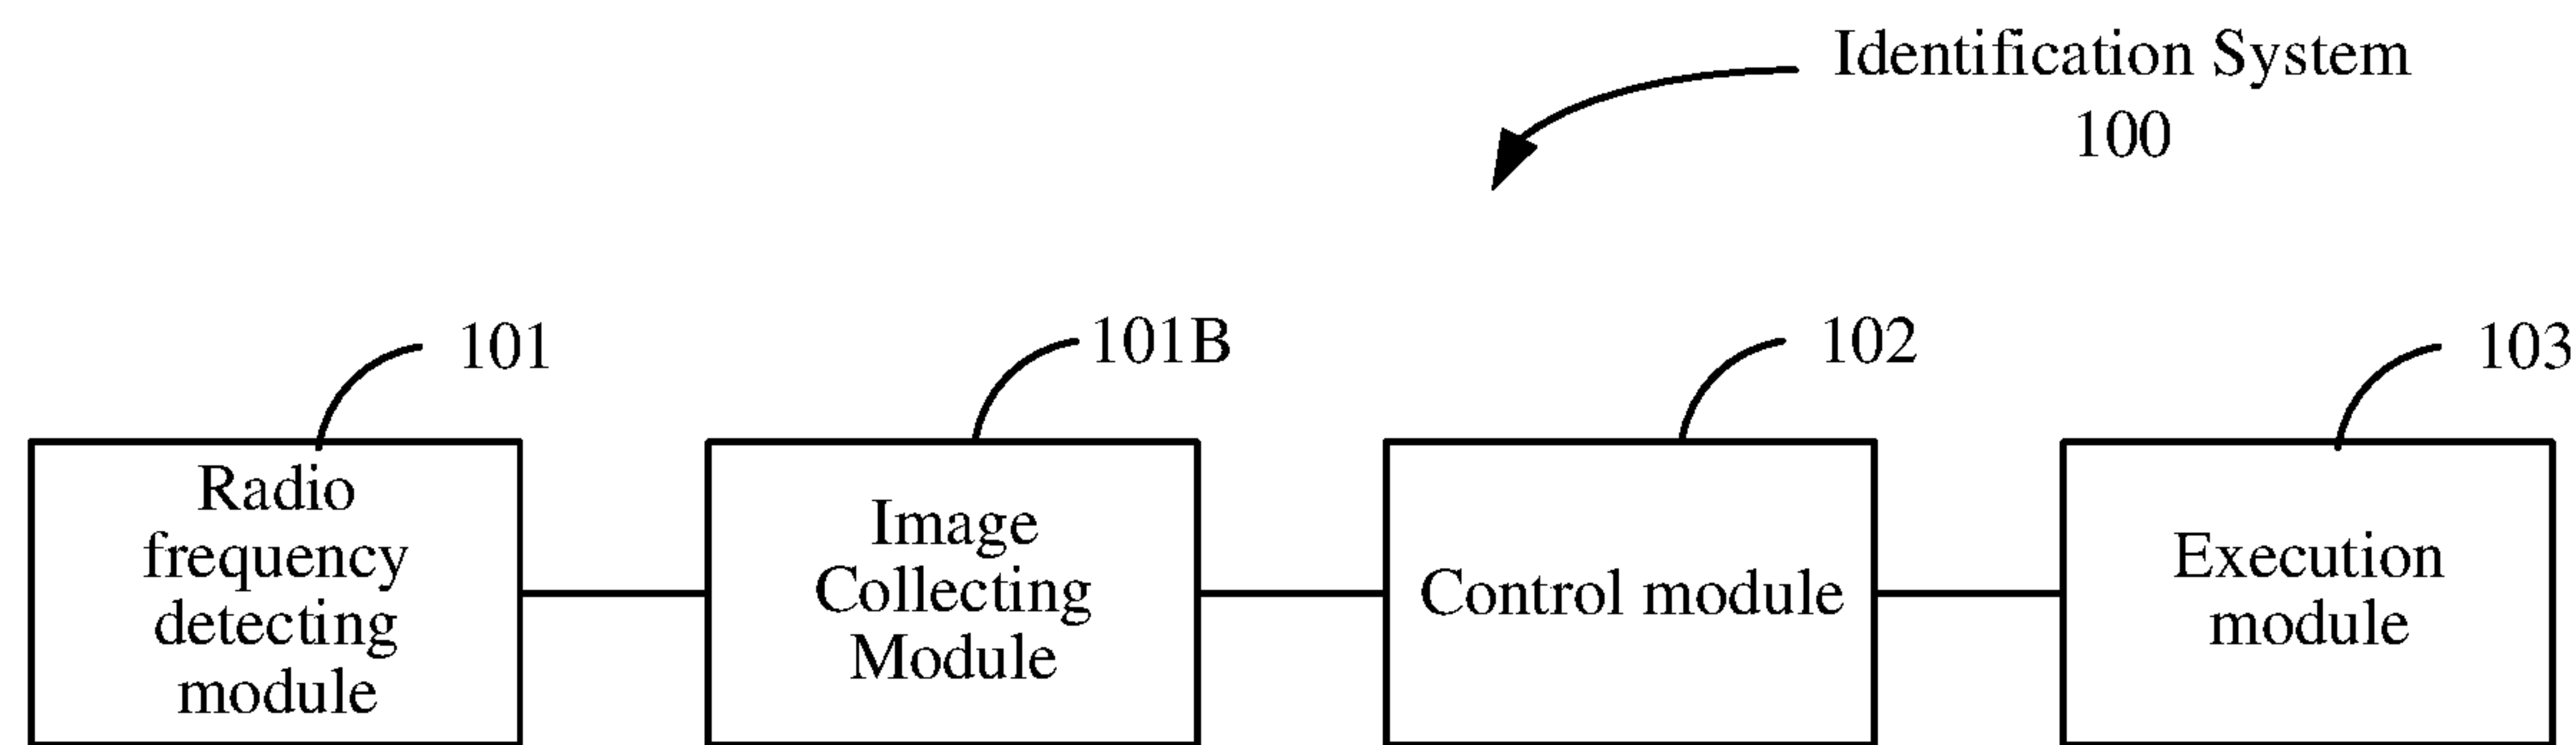 Identification System
100
101
101B
102
103
Radio
frequency
detecting
module
Image
Collecting
Module
Control module
Execution
module